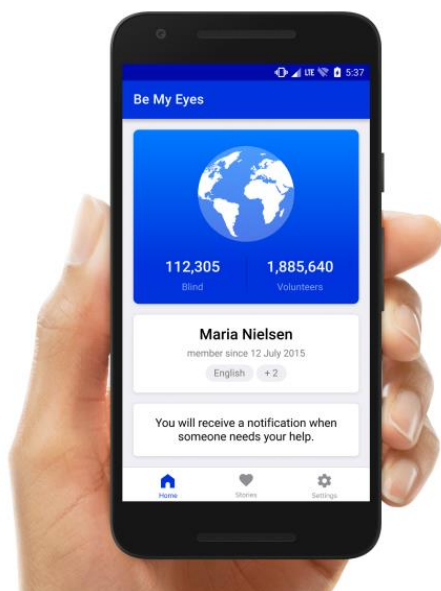 LTE 5:37
Be My Eyes
112,305 1,885,640
Blind Volunteers
Maria Nielsen
member since 12 July 2015
English + 2
You will receive a notification when
someone needs your help.
Home Stories Settings